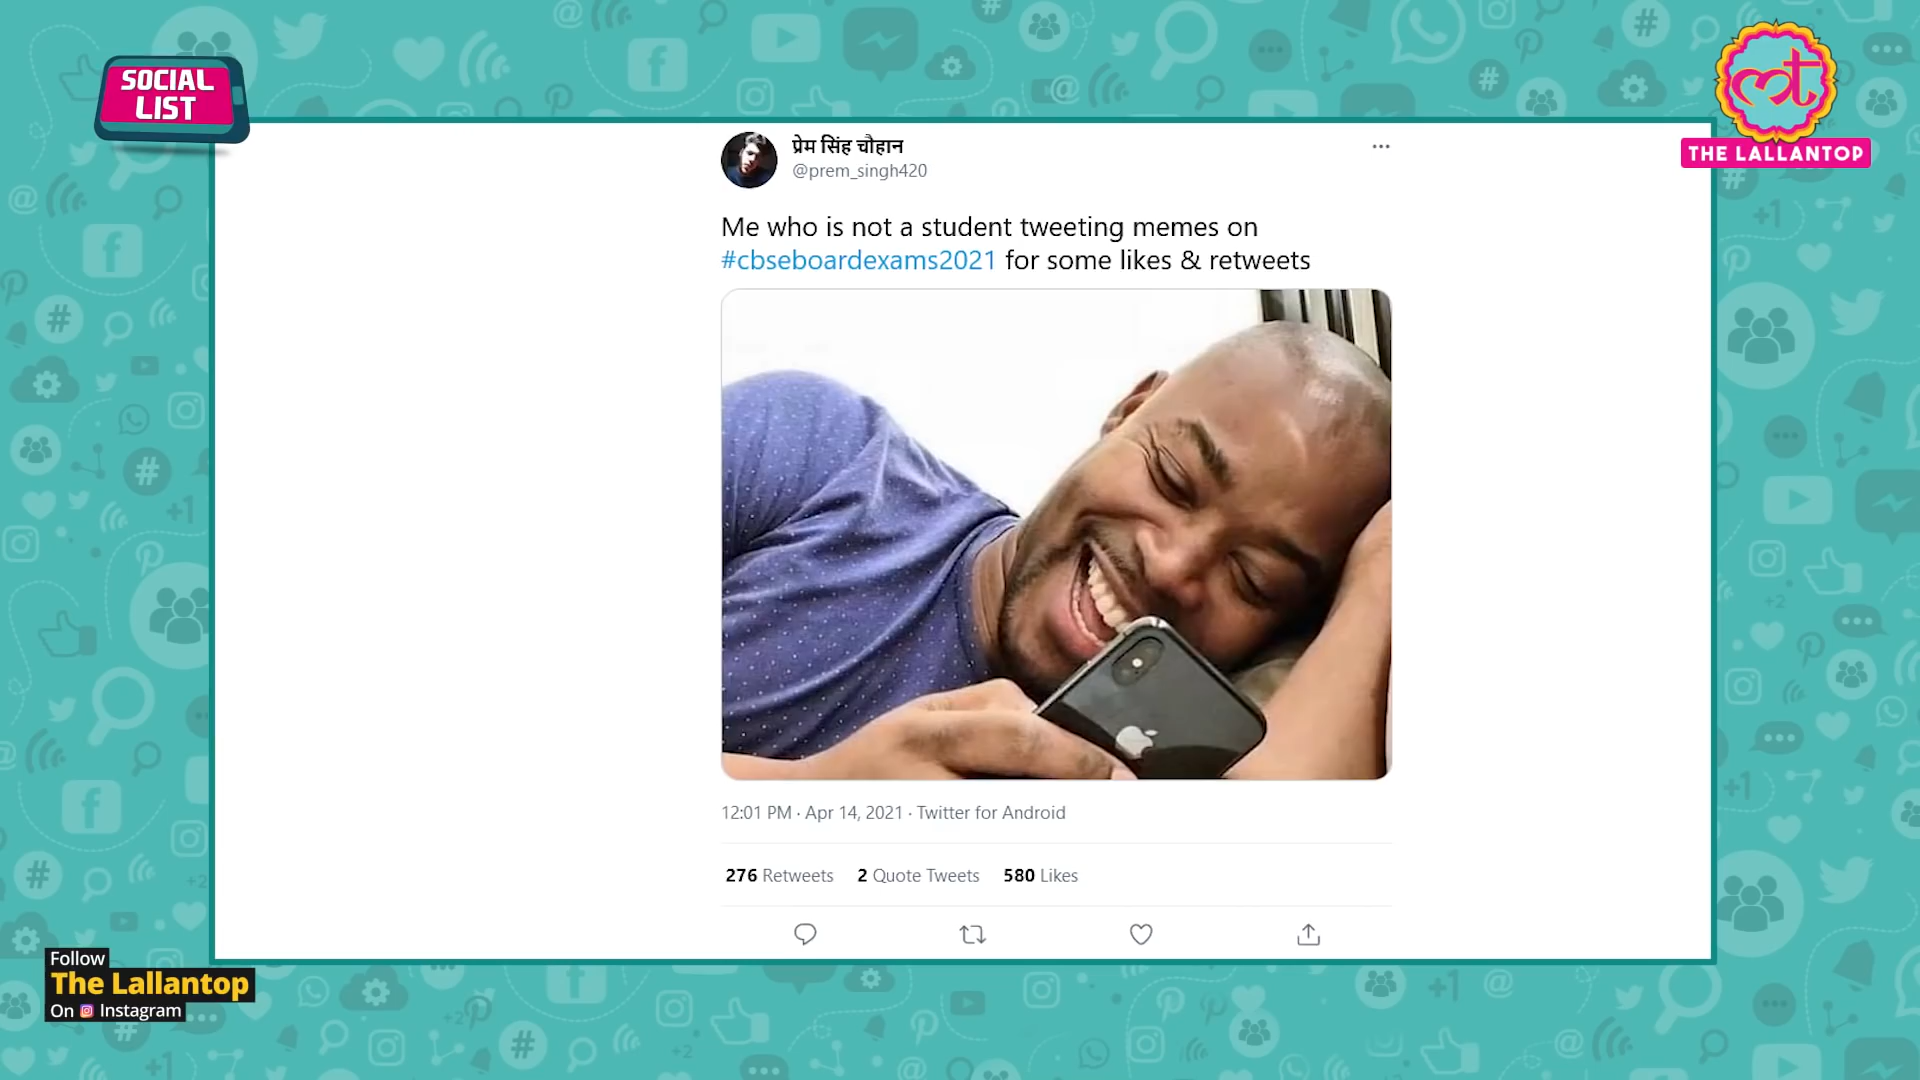 SOCIAL
LIST
मत
THE LALLANTOP
प्रेम सिंह चौहान
@prem_singh420
Me who is not a student tweeting memes on
#cbseboardexams2021 for some likes & retweets
12:01 PM · Apr 14, 2021 · Twitter for Android
276 Retweets 2 Quote Tweets 580 Likes
Follow
The Lallantop
On Instagram